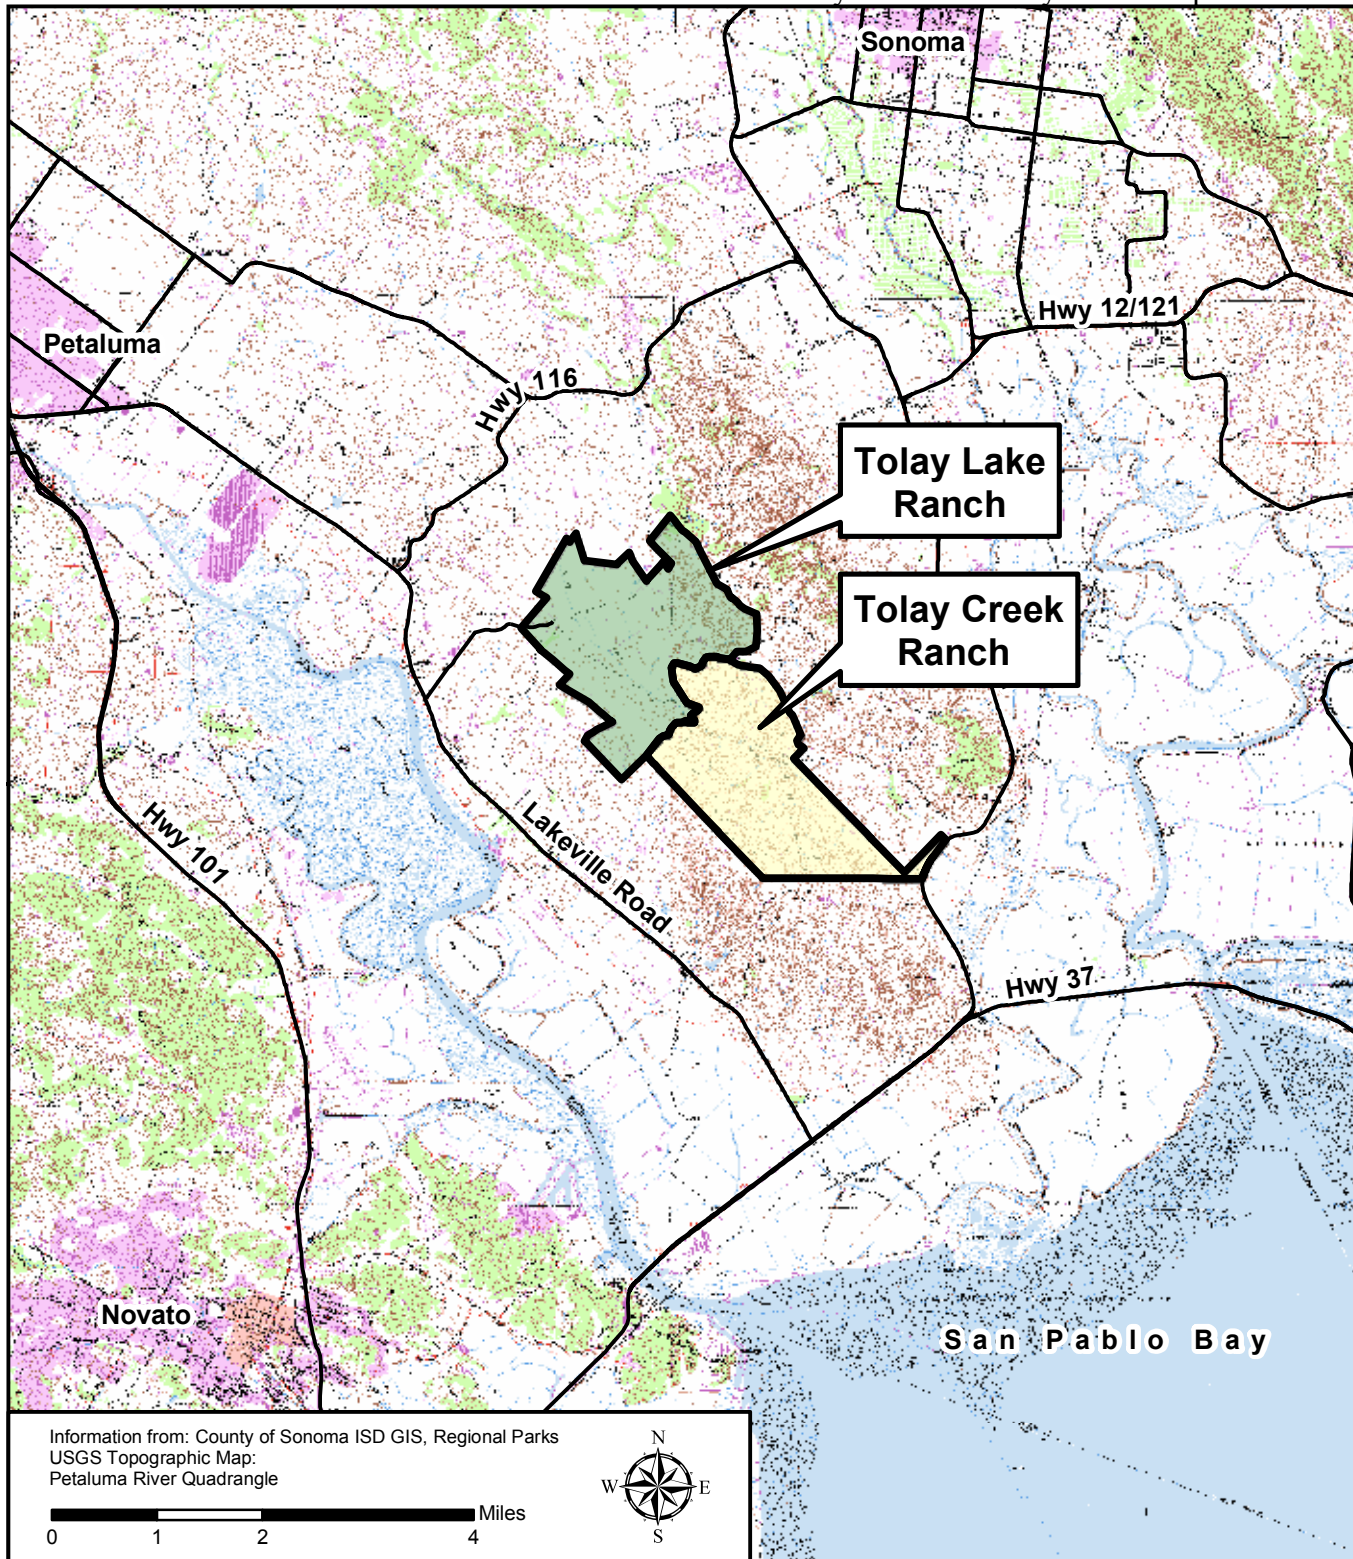 Sonoma
Hwy 12/121
Petaluma
Hwy 116
Tolay Lake
Ranch
Tolay Creek
Ranch
Hwy 101
Lakeville Road
Hwy 37
Novato
San Pablo Bay
Information from: County of Sonoma ISD GIS, Regional Parks
USGS Topographic Map:
Petaluma River Quadrangle
N
W E
S
Miles
0 1 2 4